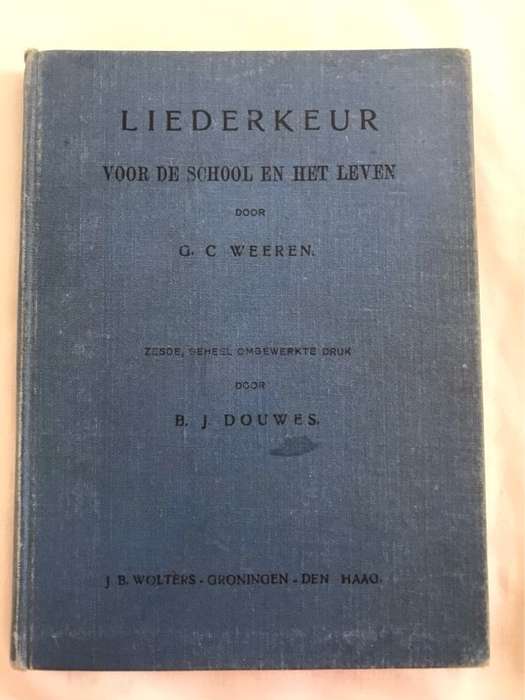 LIEDERKEUR
VOOR DE SCHOOL EN HET LEVEN
DOOR
G. C WEEREN.
ZESDE, GEHEEL OMGEWERKTE DRUK
DOOR
B. J. DOUWES.
J B. WOLTERS - GRONINGEN - DEN HAAG.